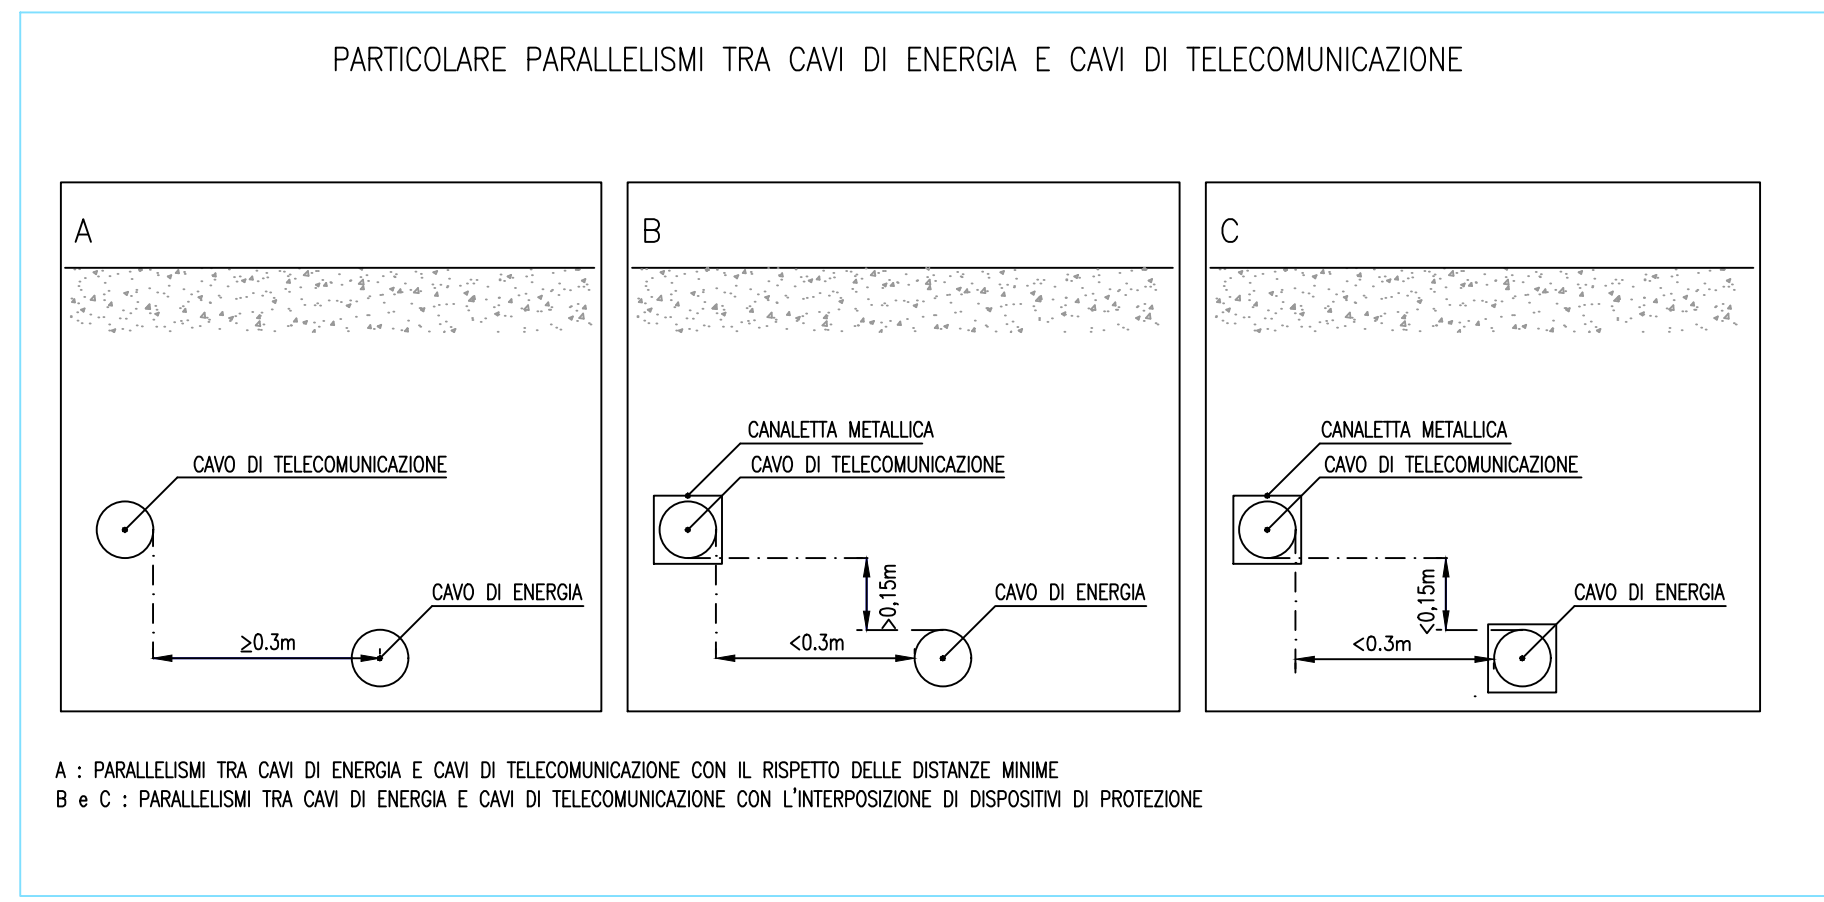 PARTICOLARE PARALLELISMI TRA CAVI DI ENERGIA E CAVI DI TELECOMUNICAZIONE
A
CAVO DI TELECOMUNICAZIONE
CAVO DI ENERGIA
≥0.3m
B
CANALETTA METALLICA
CAVO DI TELECOMUNICAZIONE
>0,15m
CAVO DI ENERGIA
<0.3m
C
CANALETTA METALLICA
CAVO DI TELECOMUNICAZIONE
<0,15m
CAVO DI ENERGIA
<0.3m
A : PARALLELISMI TRA CAVI DI ENERGIA E CAVI DI TELECOMUNICAZIONE CON IL RISPETTO DELLE DISTANZE MINIME
B e C : PARALLELISMI TRA CAVI DI ENERGIA E CAVI DI TELECOMUNICAZIONE CON L'INTERPOSIZIONE DI DISPOSITIVI DI PROTEZIONE